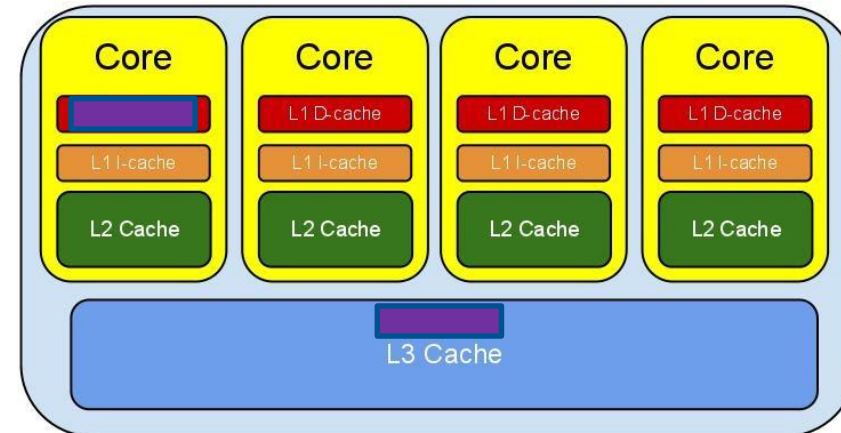 Core Core Core Core
L1 D-cache L1 D-cache L1 D-cache
L1 I-cache L1 I-cache L1 I-cache L1 I-cache
L2 Cache L2 Cache L2 Cache L2 Cache
L3 Cache